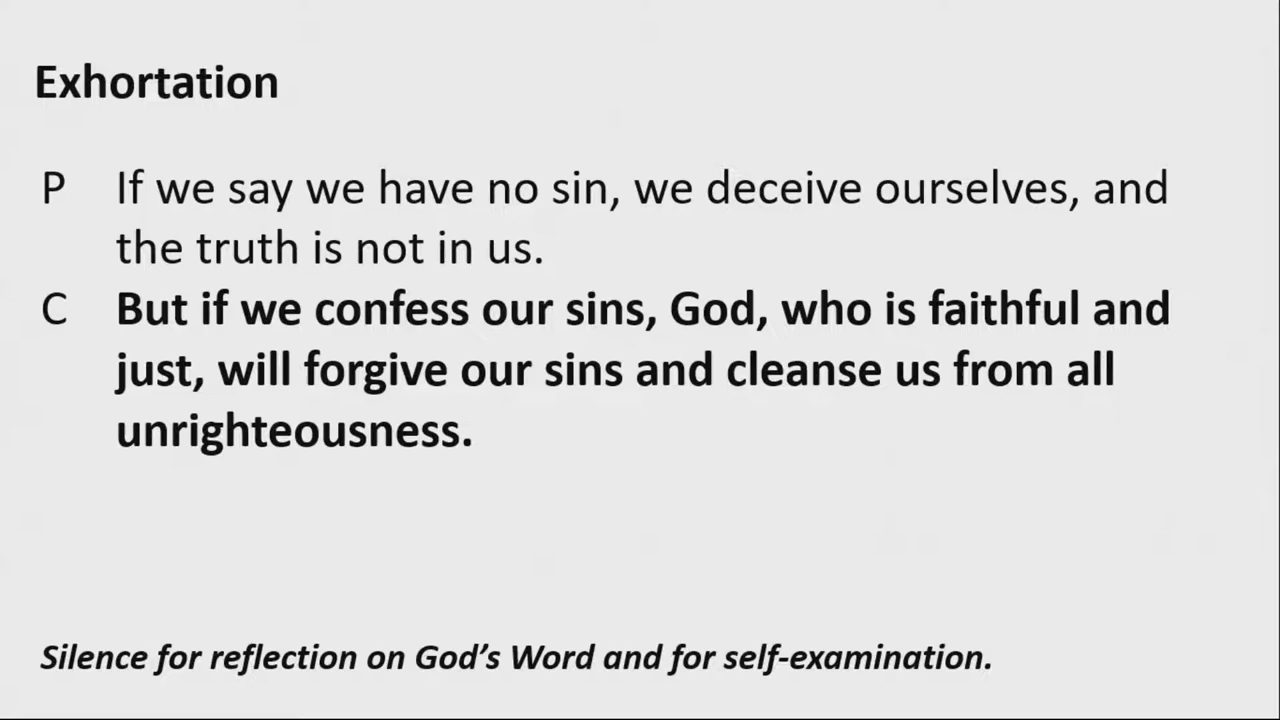 Exhortation
P If we say we have no sin, we deceive ourselves, and
the truth is not in us.
C But if we confess our sins, God, who is faithful and
just, will forgive our sins and cleanse us from all
unrighteousness.
Silence for reflection on God’s Word and for self-examination.